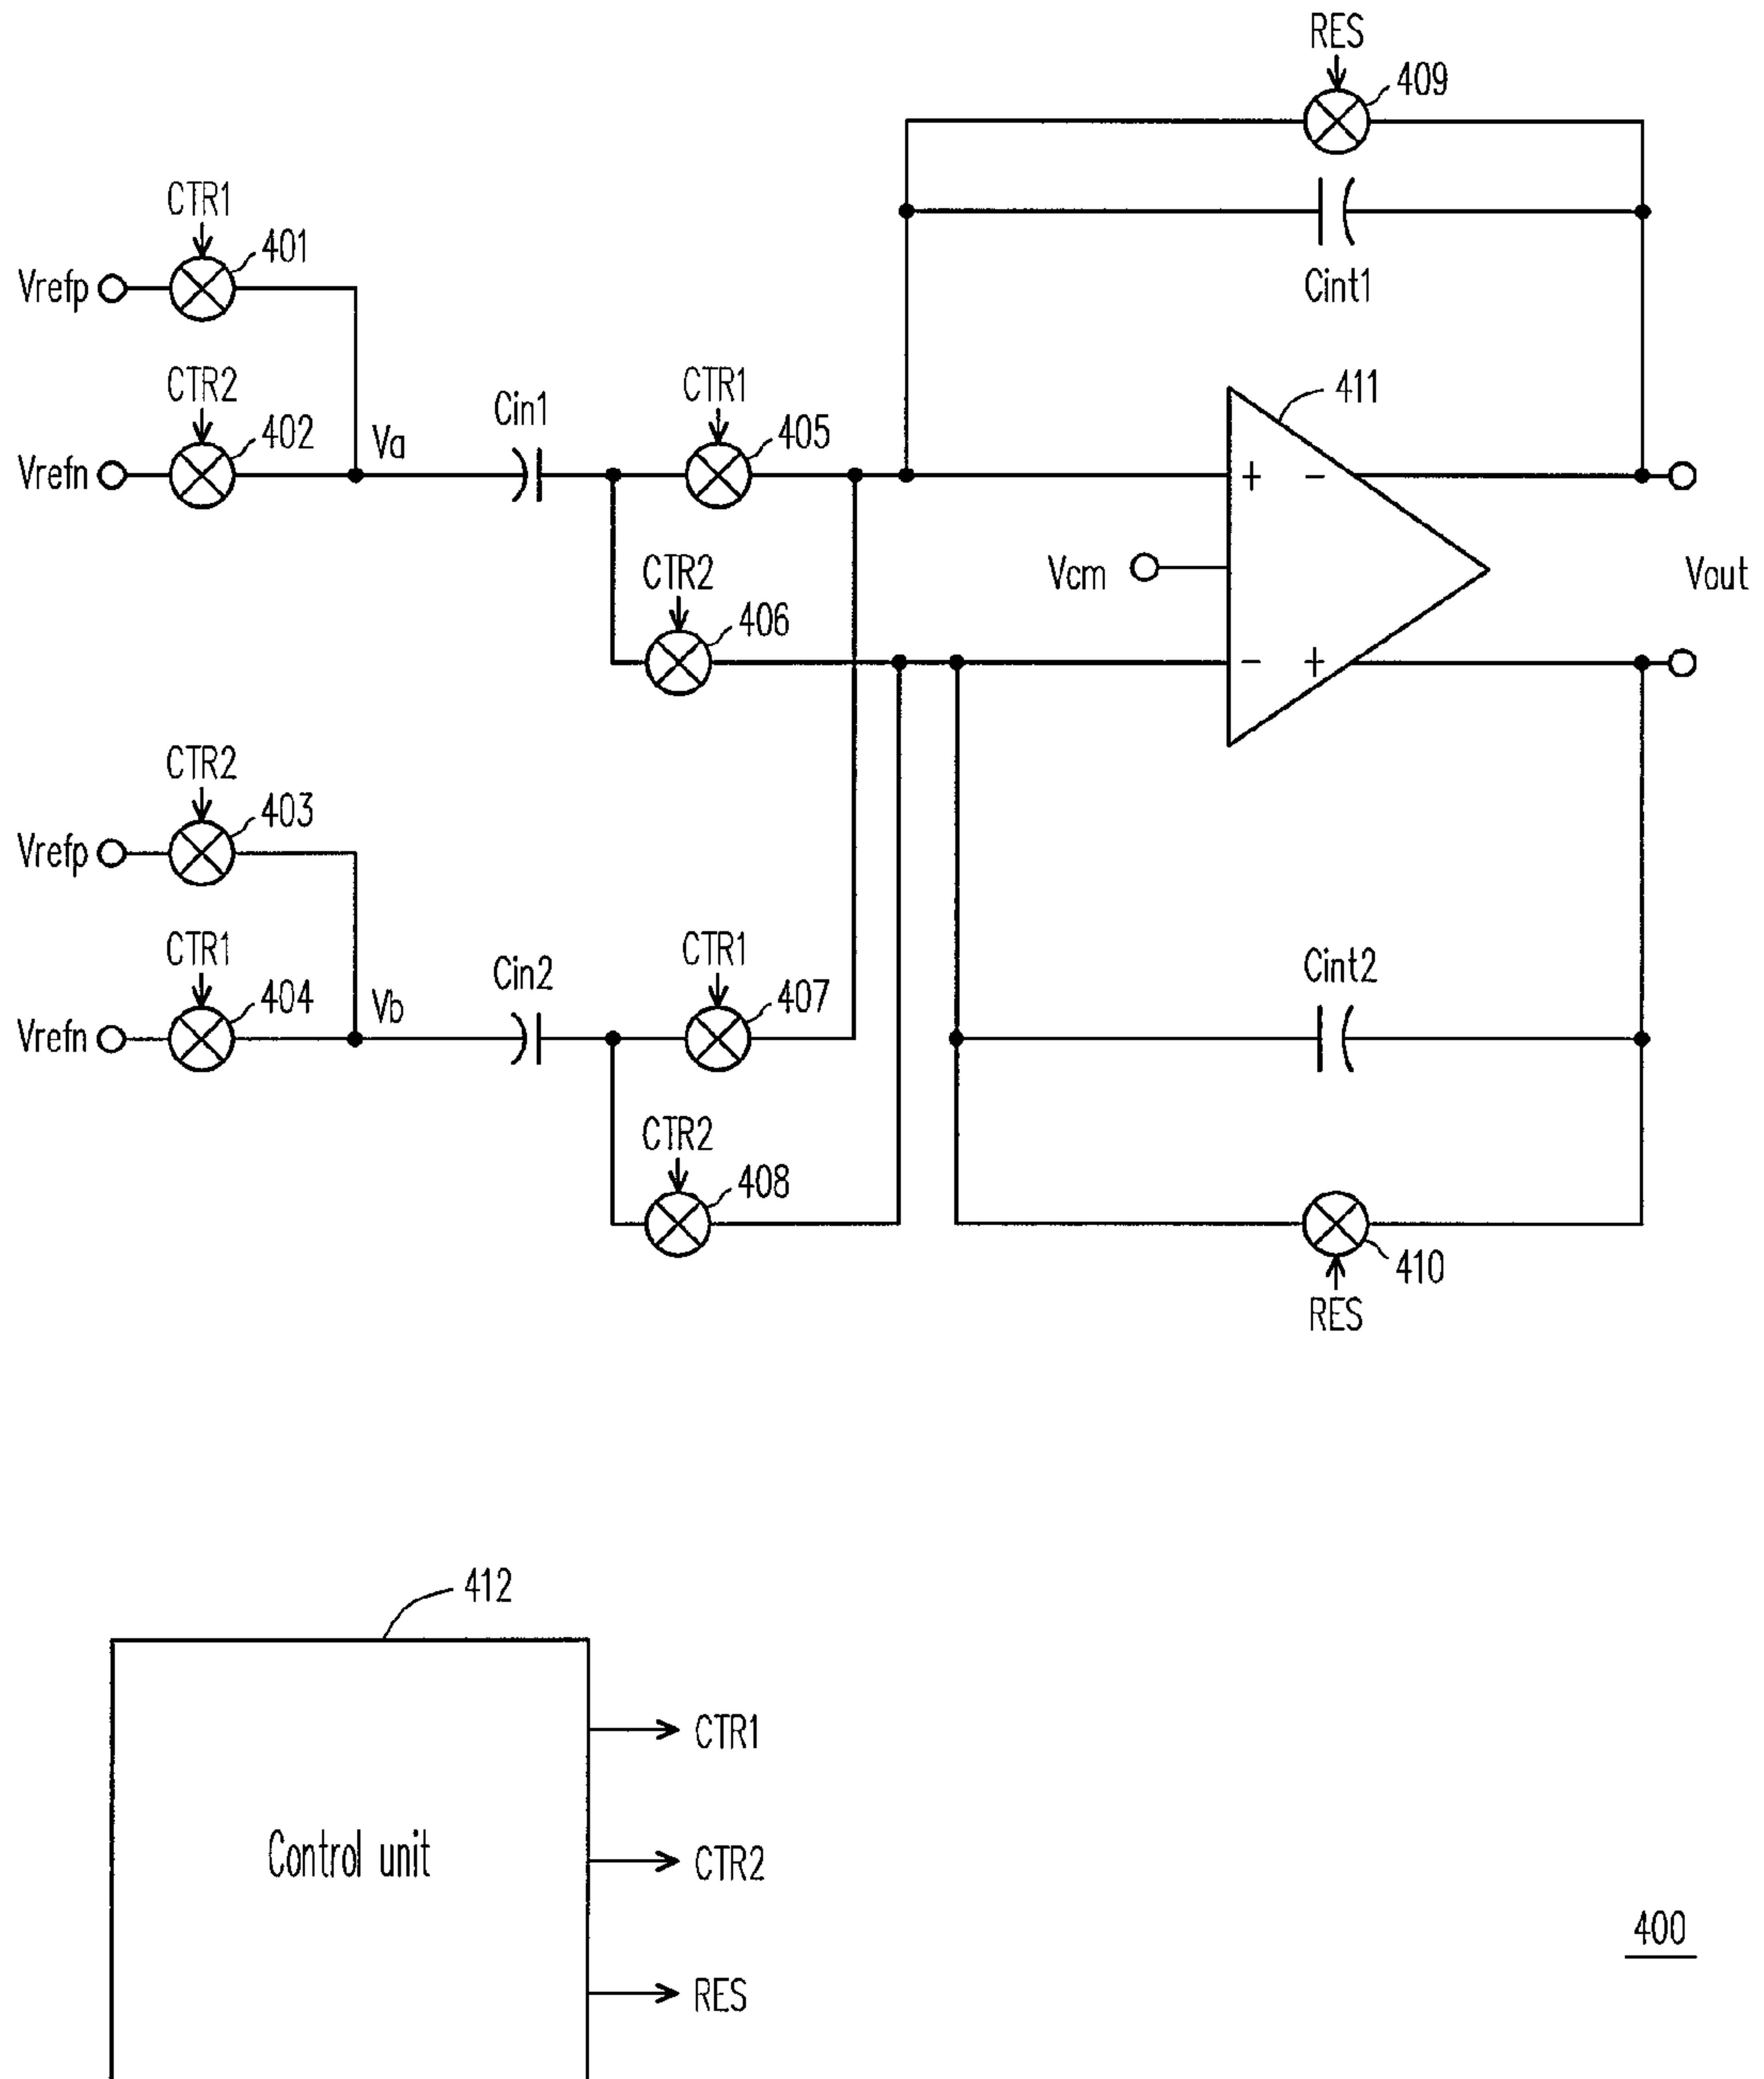 RES
409
CTR1
401
Vrefp
Cint1
CTR2
402
Va
Cin1
CTR1
405
411
Vrefn
+
−
Vcm
Vout
CTR2
406
−
+
CTR2
403
Vrefp
CTR1
404
Vb
Cin2
CTR1
407
Cint2
Vrefn
CTR2
408
410
RES
412
CTR1
Control unit
CTR2
400
RES